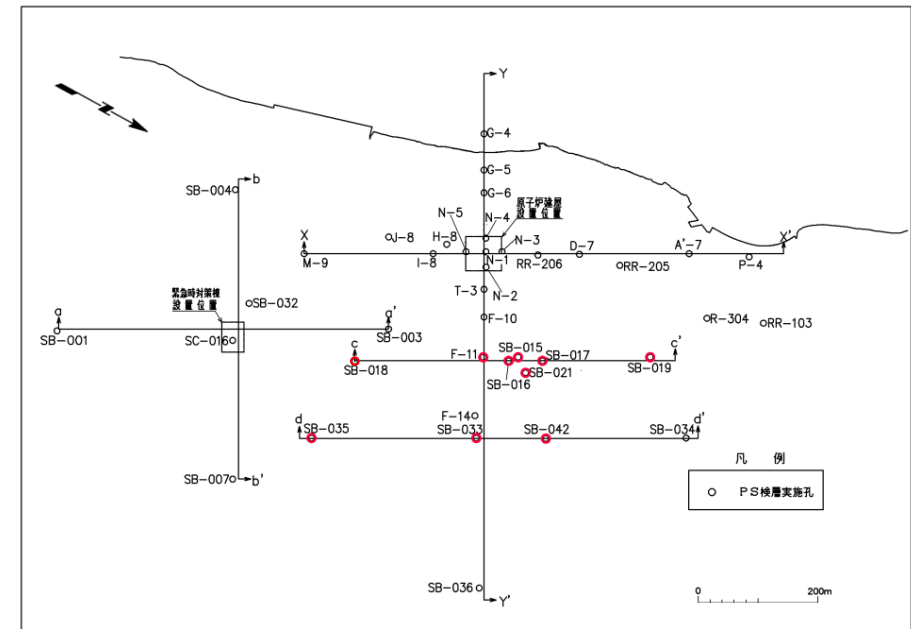 Y
G-4
G-5
SB-004
b
G-6
原子炉建屋
設置位置
N-5
N-4
X
J-8
H-8
N-3
D-7
A'-7
X'
M-9
I-8
N-1
RR-206
RR-205
P-4
N-2
緊急時対策棟
設置位置
SB-032
T-3
a
a'
F-10
R-304
RR-103
SB-001
SC-016
SB-003
c
F-11
SB-015
SB-017
c'
SB-018
SB-016
SB-021
SB-019
d
F-14
d'
SB-035
SB-033
SB-042
SB-034
凡 例
SB-007
b'
PS検層実施孔
SB-036
Y'
0
200m